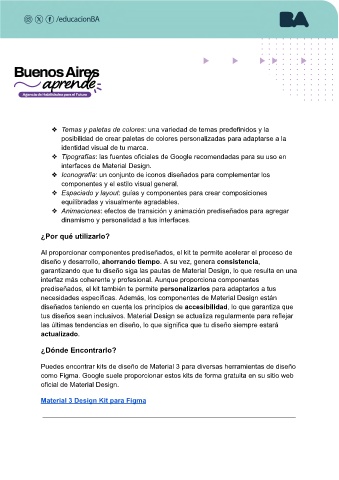 /educacionBA
BA
Buenos Aires
aprende
Agencia de Habilidades para el Futuro
❖ Temas y paletas de colores: una variedad de temas predefinidos y la
posibilidad de crear paletas de colores personalizadas para adaptarse a la
identidad visual de tu marca.
❖ Tipografías: las fuentes oficiales de Google recomendadas para su uso en
interfaces de Material Design.
❖ Iconografía: un conjunto de iconos diseñados para complementar los
componentes y el estilo visual general.
❖ Espaciado y layout: guías y componentes para crear composiciones
equilibradas y visualmente agradables.
❖ Animaciones: efectos de transición y animación prediseñados para agregar
dinamismo y personalidad a tus interfaces.
¿Por qué utilizarlo?
Al proporcionar componentes prediseñados, el kit te permite acelerar el proceso de
diseño y desarrollo, ahorrando tiempo. A su vez, genera consistencia,
garantizando que tu diseño siga las pautas de Material Design, lo que resulta en una
interfaz más coherente y profesional. Aunque proporciona componentes
prediseñados, el kit también te permite personalizarlos para adaptarlos a tus
necesidades específicas. Además, los componentes de Material Design están
diseñados teniendo en cuenta los principios de accesibilidad, lo que garantiza que
tus diseños sean inclusivos. Material Design se actualiza regularmente para reflejar
las últimas tendencias en diseño, lo que significa que tu diseño siempre estará
actualizado.
¿Dónde Encontrarlo?
Puedes encontrar kits de diseño de Material 3 para diversas herramientas de diseño
como Figma. Google suele proporcionar estos kits de forma gratuita en su sitio web
oficial de Material Design.
Material 3 Design Kit para Figma